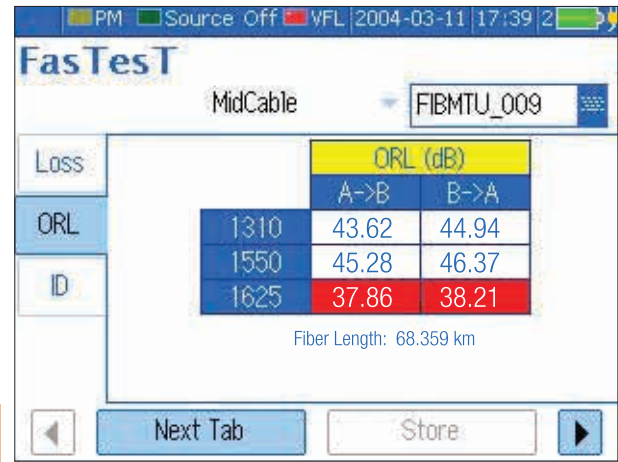 PM Source Off VFL 2004-03-11 17:39 2
FasTesT
MidCable FIBMTU_009
Loss
ORL
ID
ORL (dB)
A->B B->A
1310 43.62 44.94
1550 45.28 46.37
1625 37.86 38.21
Fiber Length: 68.359 km
Next Tab Store